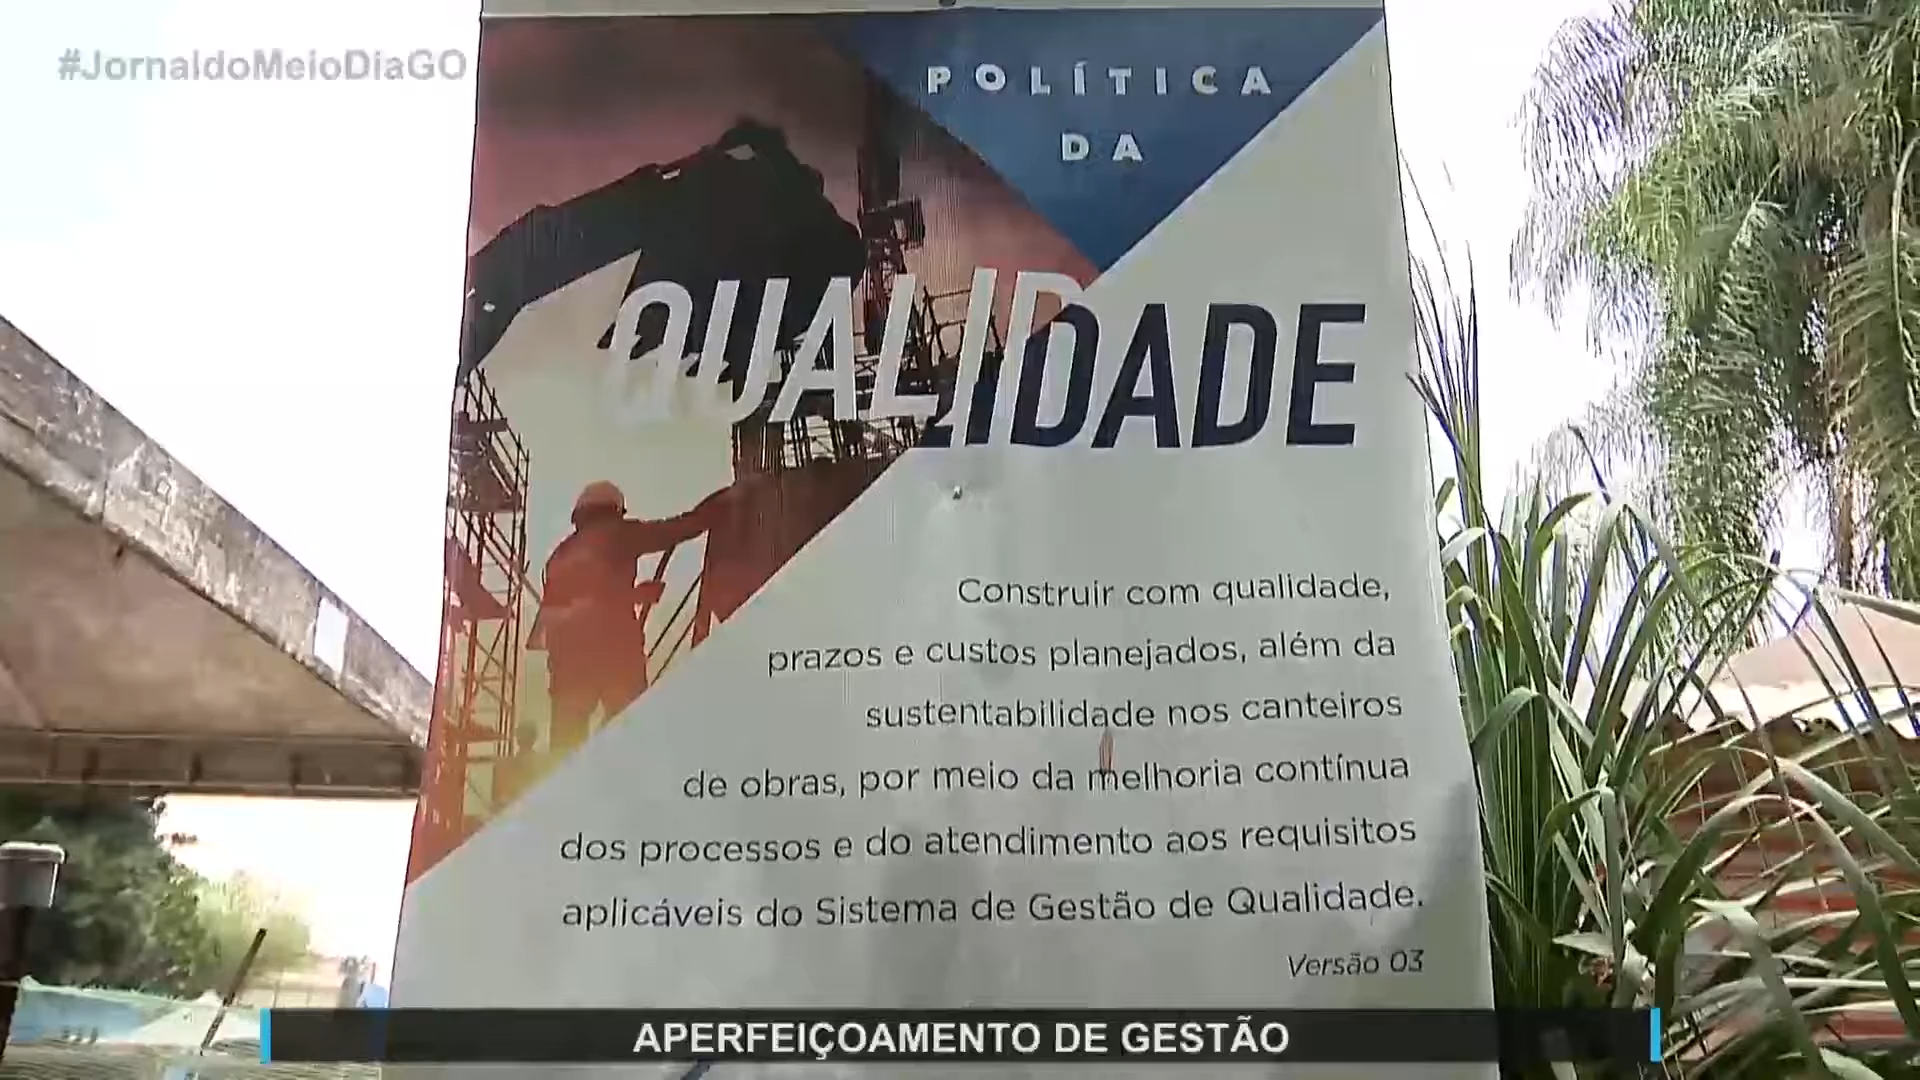 #JornaldoMeioDiaGO
POLÍTICA
DA
QUALIDADE
Construir com qualidade,
prazos e custos planejados, além da
sustentabilidade nos canteiros
de obras, por meio da melhoria contínua
dos processos e do atendimento aos requisitos
aplicáveis do Sistema de Gestão de Qualidade.
Versão 03
APERFEIÇOAMENTO DE GESTÃO